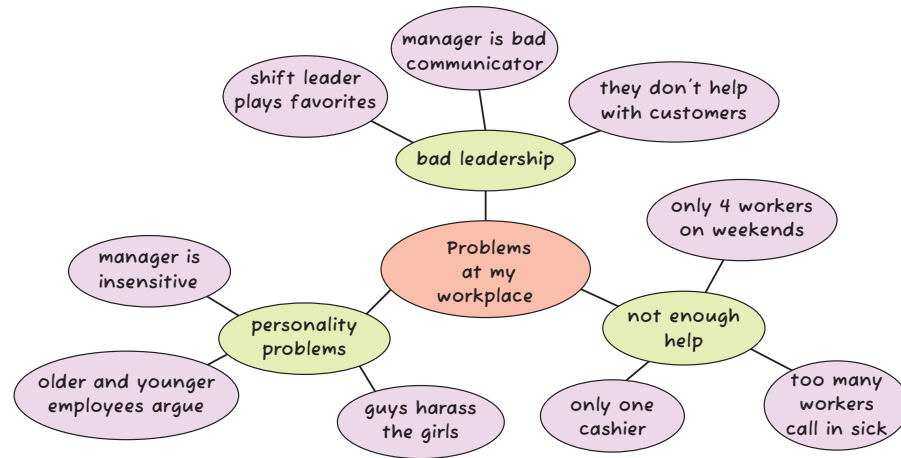 manager is bad
communicator
shift leader
plays favorites
they don't help
with customers
bad leadership
only 4 workers
on weekends
Problems
at my
workplace
manager is
insensitive
personality
problems
not enough
help
older and younger
employees argue
guys harass
the girls
only one
cashier
too many
workers
call in sick